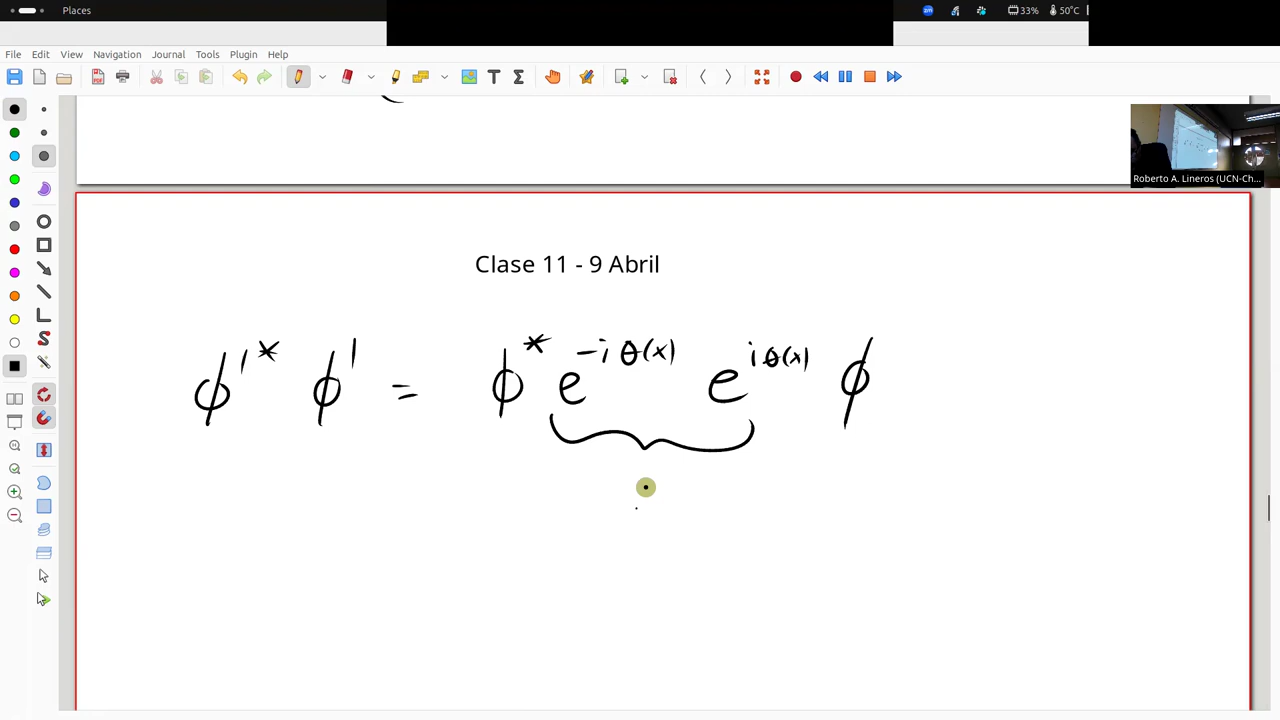 Places
33% 50°C
File Edit View Navigation Journal Tools Plugin Help
Roberto A. Lineros (UCN-Ch...
Clase 11 - 9 Abril
ϕ'* ϕ' = ϕ* e^{-iθ(x)} e^{iθ(x)} ϕ